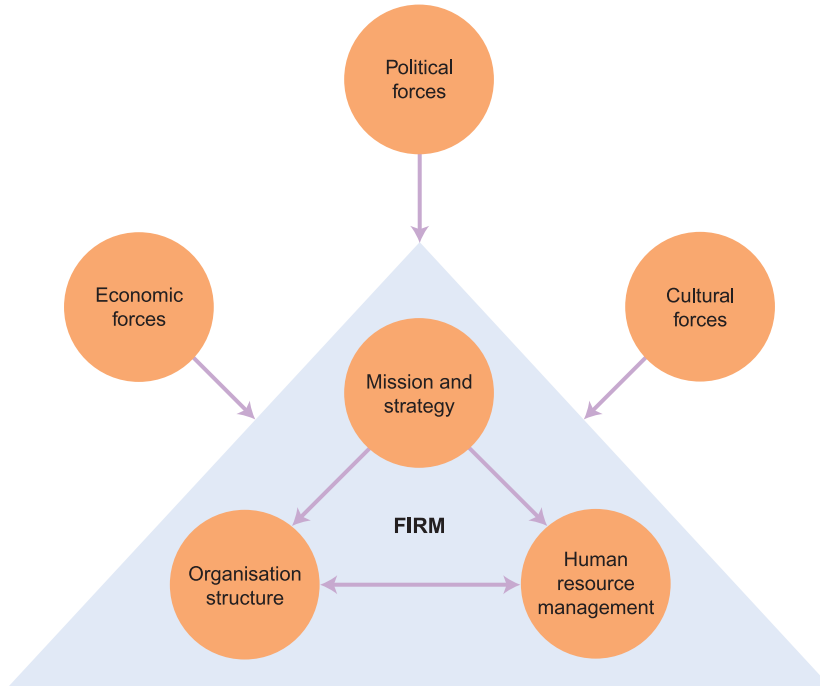 Political
forces
Economic
forces
Cultural
forces
Mission and
strategy
FIRM
Organisation
structure
Human
resource
management